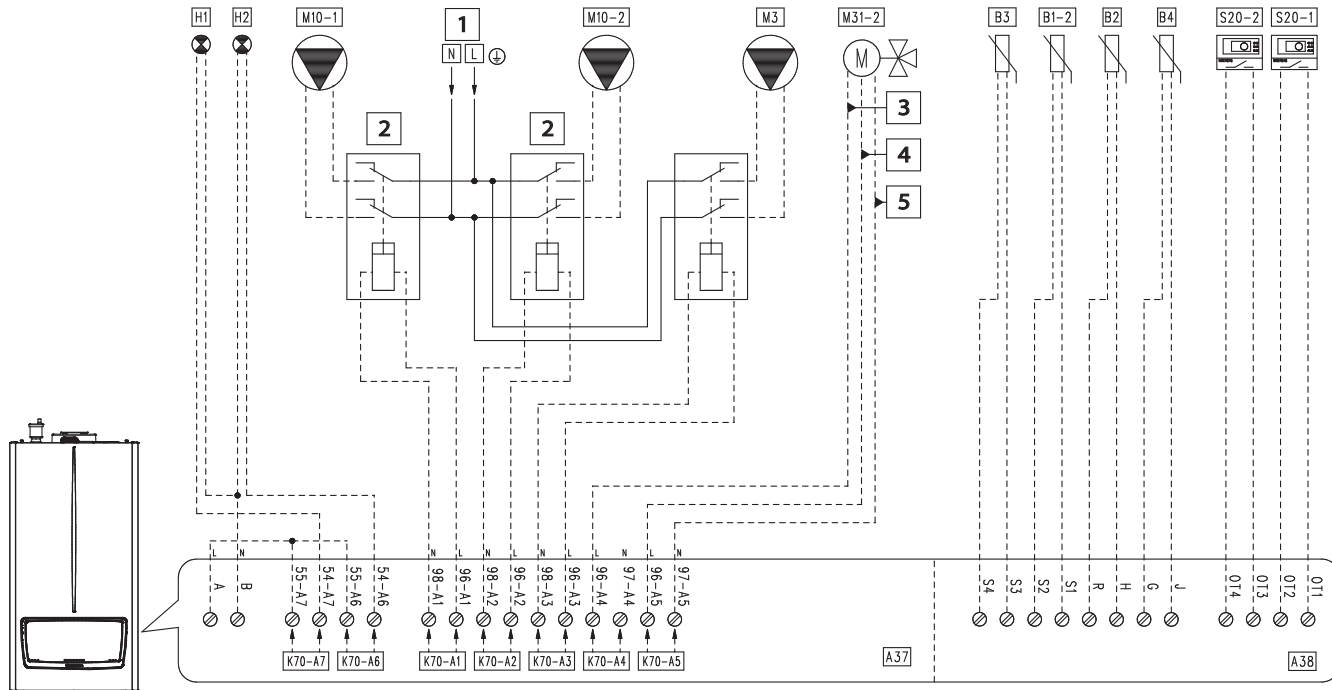 H1 H2 M10-1 1 M10-2 M3 M31-2 B3 B1-2 B2 B4 S20-2 S20-1
N L
M
3
2 2
4
5
L N N L N L N L L N L N
A B 55-A7 54-A7 55-A6 54-A6 98-A1 96-A1 98-A2 96-A2 98-A3 96-A3 96-A4 97-A4 96-A5 97-A5 S4 S3 S2 S1 R H G J OT4 OT3 OT2 OT1
K70-A7 K70-A6 K70-A1 K70-A2 K70-A3 K70-A4 K70-A5 A37 A38